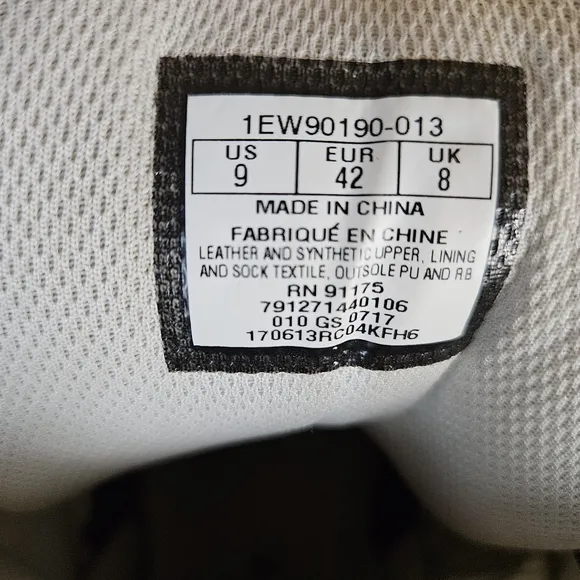 1EW90190-013
US EUR UK
9 42 8
MADE IN CHINA
FABRIQUÉ EN CHINE
LEATHER AND SYNTHETIC UPPER, LINING
AND SOCK TEXTILE, OUTSOLE PU AND RB
RN 91175
791271440106
010 GS 0717
170613RC04KFH6